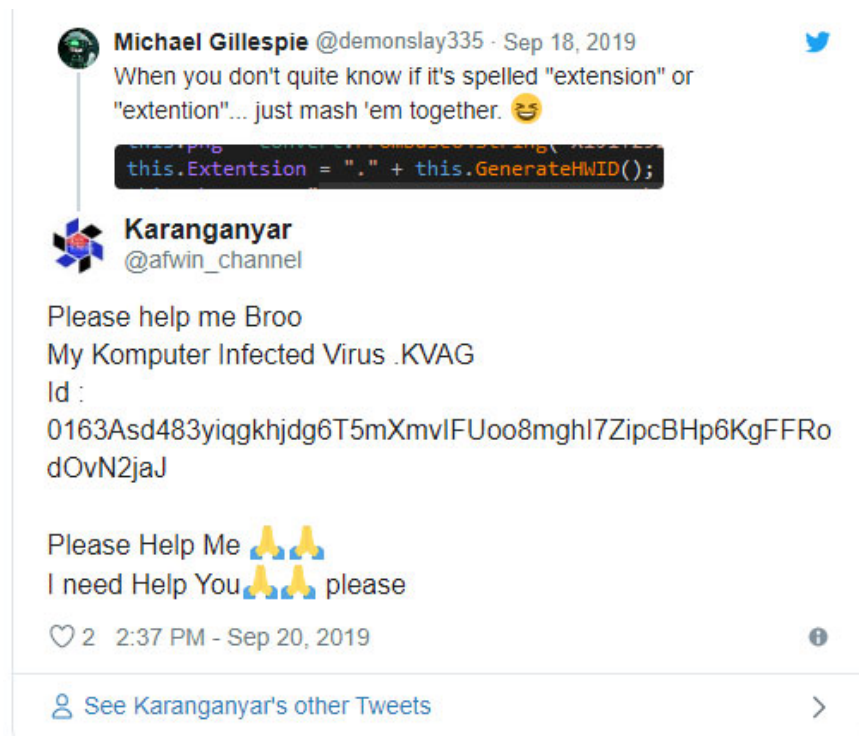 Michael Gillespie @demonslay335 · Sep 18, 2019
When you don't quite know if it's spelled "extension" or
"extention"... just mash 'em together. 😆
this.Extentsion = "." + this.GenerateHWID();
Karanganyar
@afwin_channel
Please help me Broo
My Komputer Infected Virus .KVAG
Id :
0163Asd483yiqgkhjdg6T5mXmvIFUoo8mghI7ZipcBHp6KgFFRo
dOvN2jaJ
Please Help Me 🙏🙏
I need Help You🙏🙏 please
2 2:37 PM - Sep 20, 2019
See Karanganyar's other Tweets